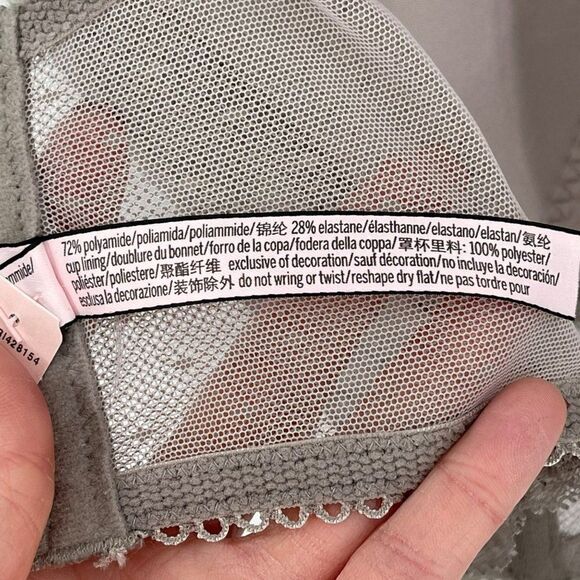 72% polyamide/poliamida/poliammide/锦纶 28% elastane/élasthanne/elastano/elastan/氨纶
cup lining/doublure du bonnet/forro de la copa/fodera della coppa/罩杯里料: 100% polyester/
poliéster/poliestere/聚酯纤维 exclusive of decoration/sauf décoration/no incluye la decoración/
esclusa la decorazione/装饰除外 do not wring or twist/reshape dry flat/ne pas tordre pour